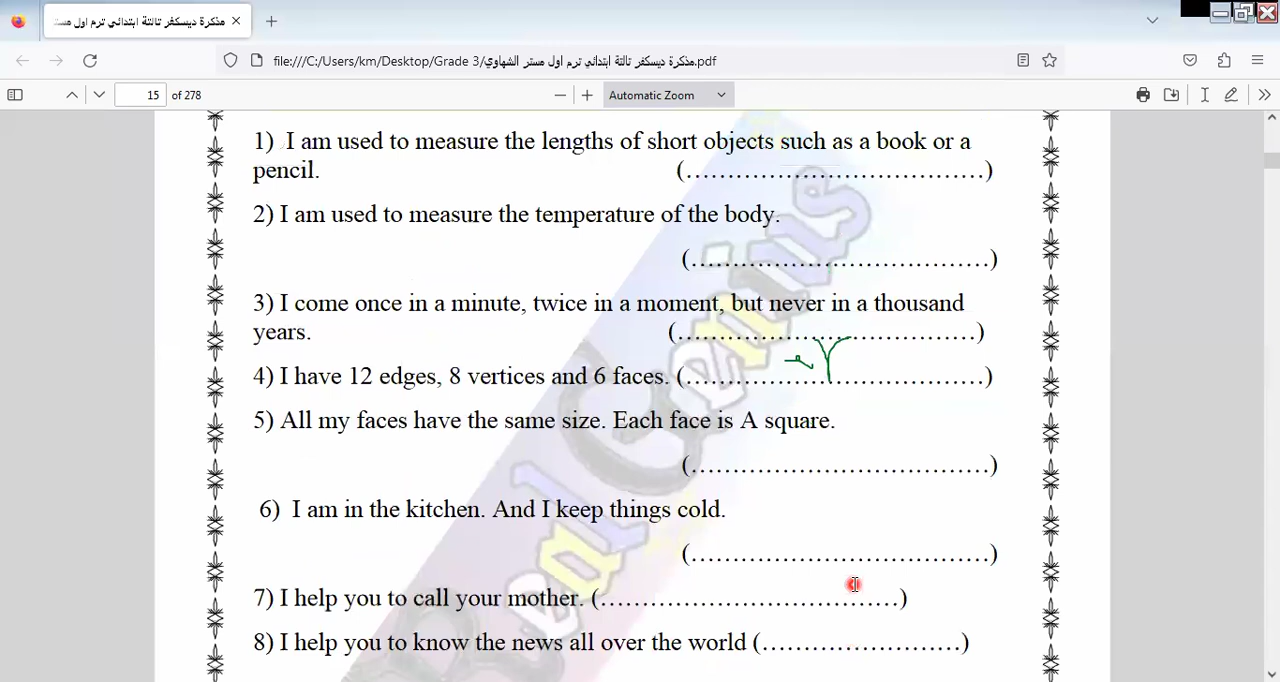 مذكرة ديسكفر تالتة ابتدائي ترم اول مستر
file:///C:/Users/km/Desktop/Grade 3/مذكرة ديسكفر تالتة ابتدائي ترم اول مستر الشهاوي.pdf
15 of 278
Automatic Zoom
1) I am used to measure the lengths of short objects such as a book or a
pencil. (....................................)
2) I am used to measure the temperature of the body.
(....................................)
3) I come once in a minute, twice in a moment, but never in a thousand
years. (....................................)
4) I have 12 edges, 8 vertices and 6 faces. (....................................)
5) All my faces have the same size. Each face is A square.
(....................................)
6) I am in the kitchen. And I keep things cold.
(....................................)
7) I help you to call your mother. (....................................)
8) I help you to know the news all over the world (........................)